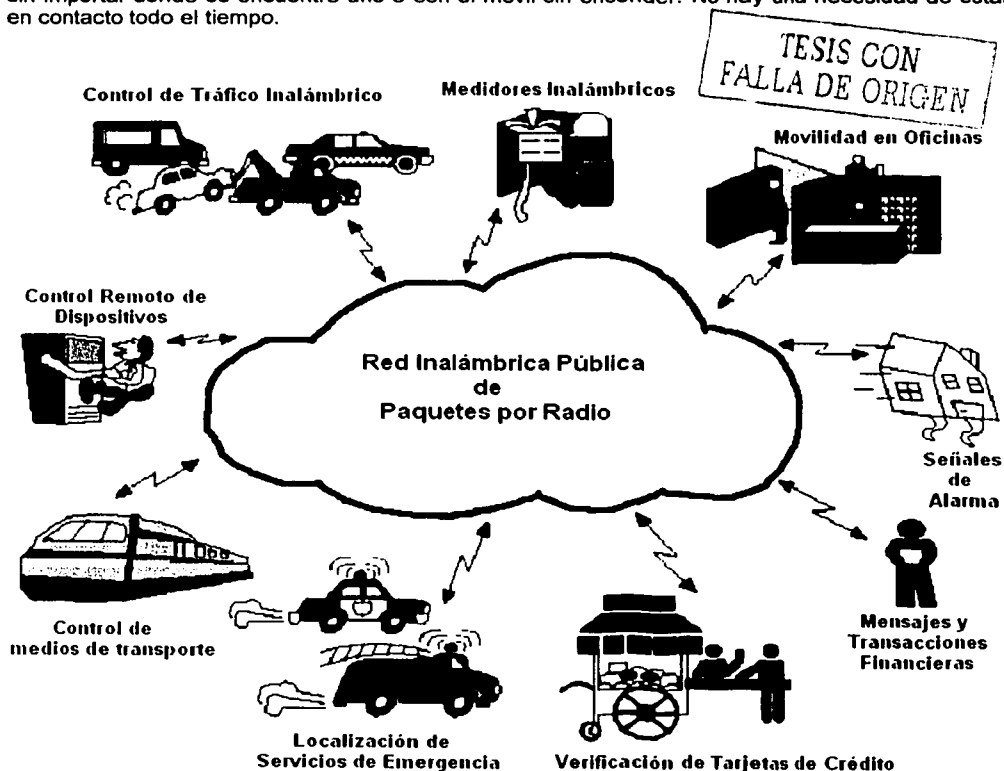 en contacto todo el tiempo.
TESIS CON
FALLA DE ORIGEN
Control de Tráfico Inalámbrico
Medidores Inalámbricos
Movilidad en Oficinas
Control Remoto de
Dispositivos
Red Inalámbrica Pública
de
Paquetes por Radio
Señales
de
Alarma
Control de
medios de transporte
Mensajes y
Transacciones
Financieras
Localización de
Servicios de Emergencia
Verificación de Tarjetas de Crédito